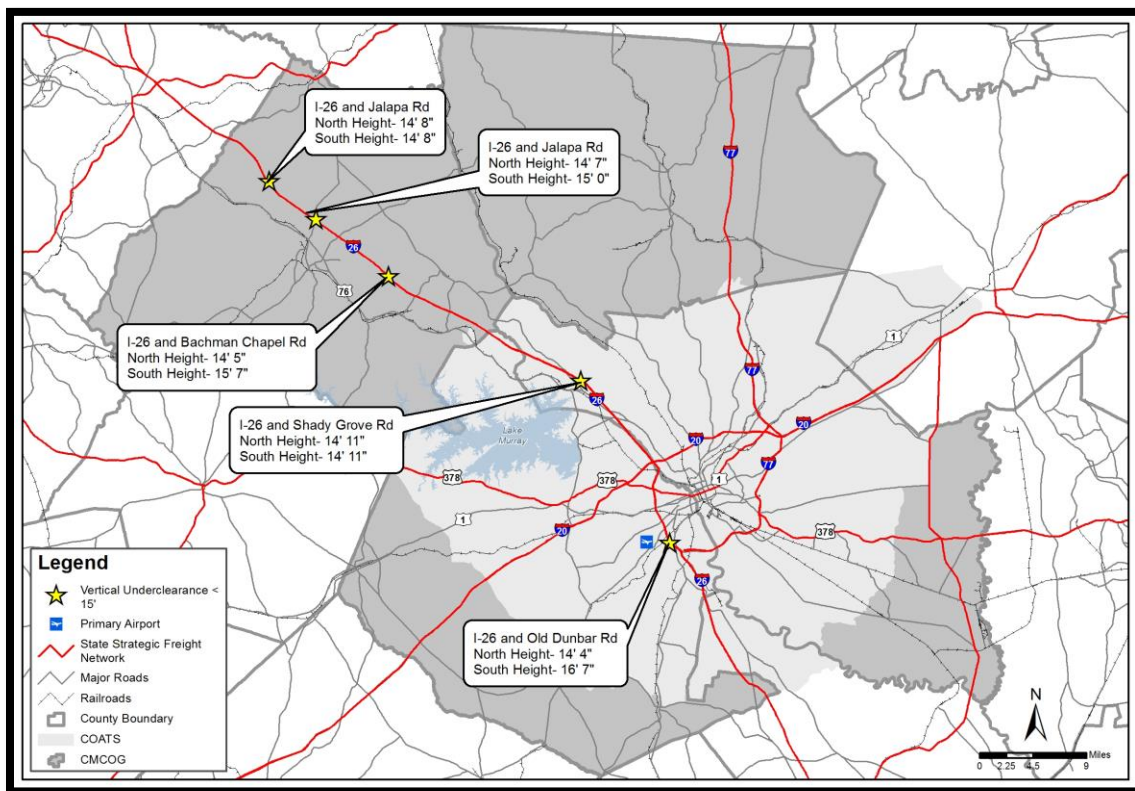 I-26 and Jalapa Rd
North Height- 14' 8"
South Height- 14' 8"
I-26 and Jalapa Rd
North Height- 14' 7"
South Height- 15' 0"
77
26
76
I-26 and Bachman Chapel Rd
North Height- 14' 5"
South Height- 15' 7"
1
77
I-26 and Shady Grove Rd
North Height- 14' 11"
South Height- 14' 11"
26
Lake
Murray
20
20
77
378
378
1
1
20
378
26
I-26 and Old Dunbar Rd
North Height- 14' 4"
South Height- 16' 7"
Legend
Vertical Underclearance <
15'
Primary Airport
State Strategic Freight
Network
Major Roads
Railroads
County Boundary
COATS
CMCOG
N
Miles
0 2.25 4.5 9